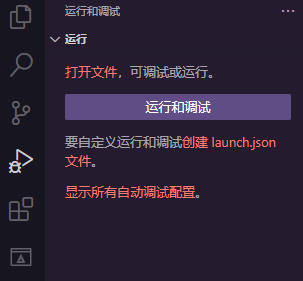 运行和调试
运行
打开文件，可调试或运行。
运行和调试
要自定义运行和调试创建 launch.json
文件。
显示所有自动调试配置。